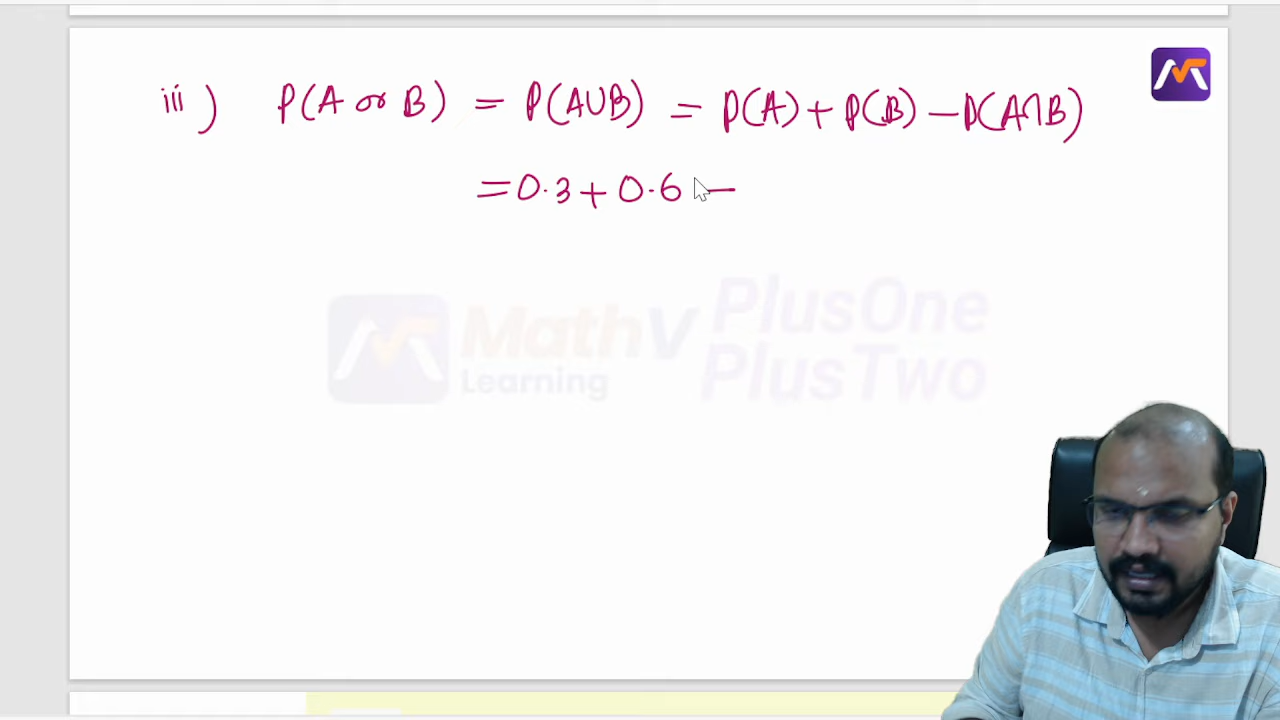 iii) P(A or B) = P(A∪B) = P(A) + P(B) − P(A∩B)
= 0.3 + 0.6 −
MathV PlusOne
Learning PlusTwo